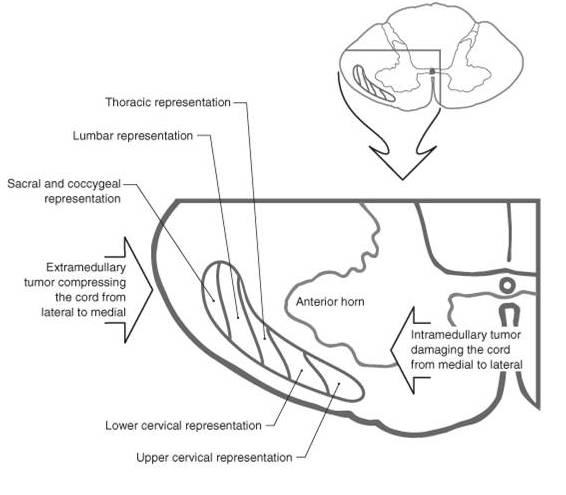 Thoracic representation
Lumbar representation
Sacral and coccygeal
representation
Extramedullary
tumor compressing
the cord from
lateral to medial
Anterior horn
Intramedullary tumor
damaging the cord
from medial to lateral
Lower cervical representation
Upper cervical representation